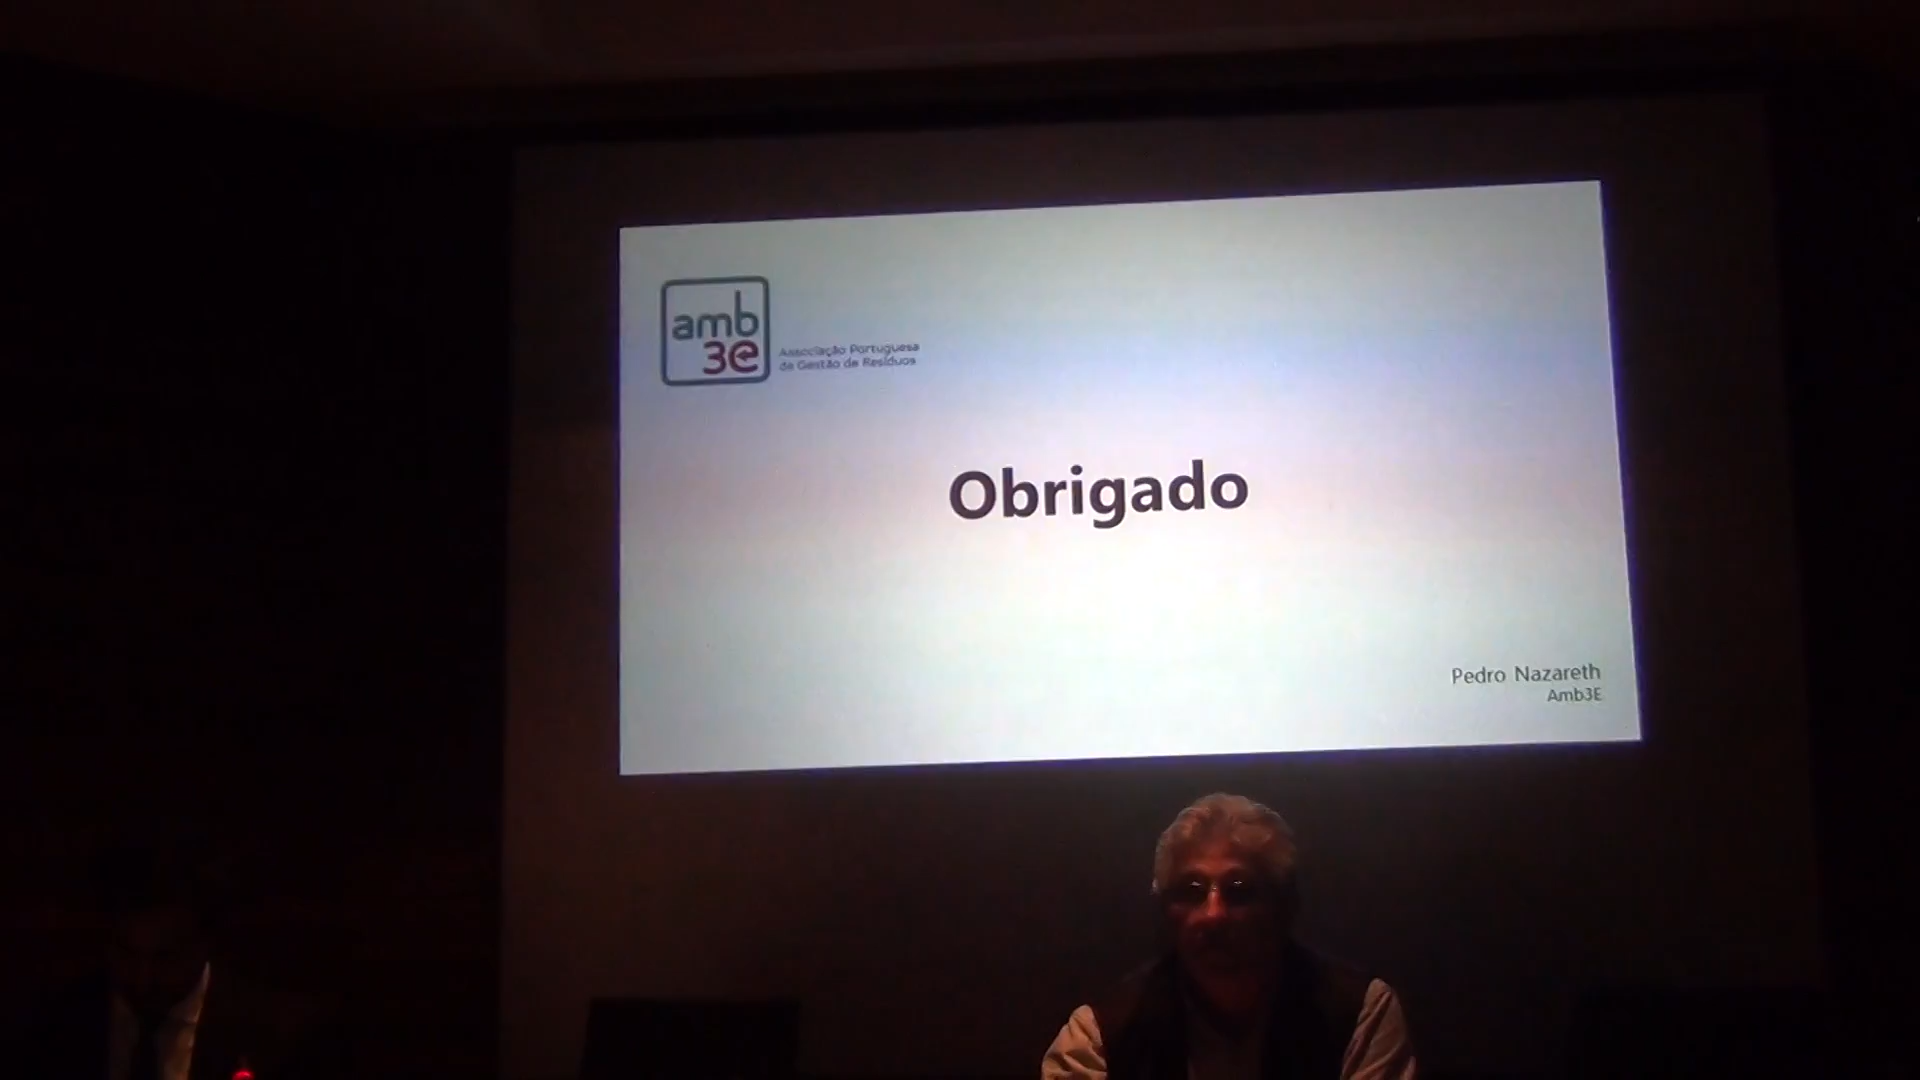 amb
3e
Associação Portuguesa
de Gestão de Resíduos
Obrigado
Pedro Nazareth
Amb3E